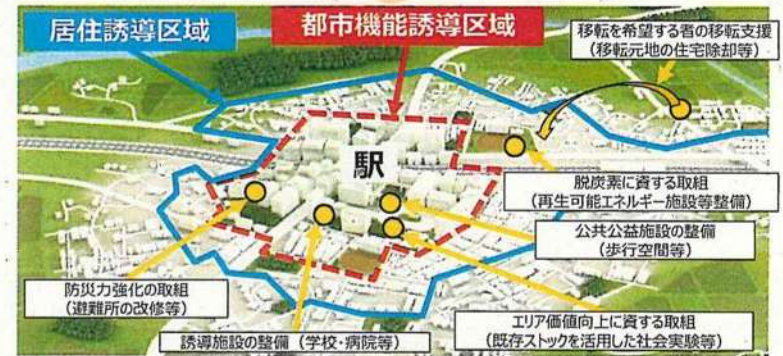 居住誘導区域
都市機能誘導区域
移転を希望する者の移転支援
(移転元地の住宅除却等)
駅
脱炭素に資する取組
(再生可能エネルギー施設等整備)
公共公益施設の整備
(歩行空間等)
防災力強化の取組
(避難所の改修等)
誘導施設の整備(学校・病院等)
エリア価値向上に資する取組
(既存ストックを活用した社会実験等)